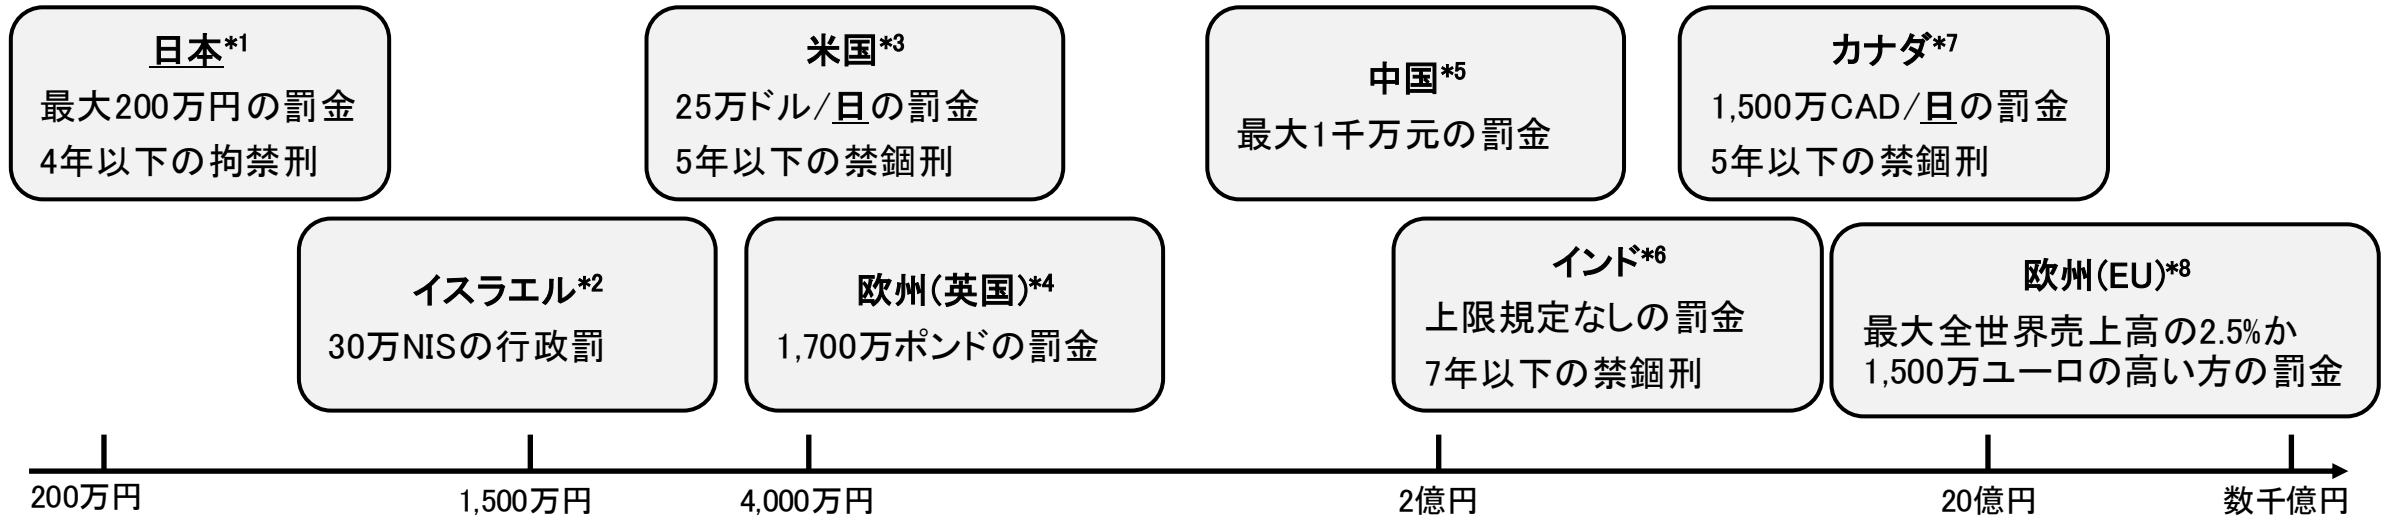 日本*1
最大200万円の罰金
4年以下の拘禁刑
米国*3
25万ドル/日の罰金
5年以下の禁錮刑
中国*5
最大1千万元の罰金
カナダ*7
1,500万CAD/日の罰金
5年以下の禁錮刑
イスラエル*2
30万NISの行政罰
欧州(英国)*4
1,700万ポンドの罰金
インド*6
上限規定なしの罰金
7年以下の禁錮刑
欧州(EU)*8
最大全世界売上高の2.5%か
1,500万ユーロの高い方の罰金
200万円
1,500万円
4,000万円
2億円
20億円
数千億円